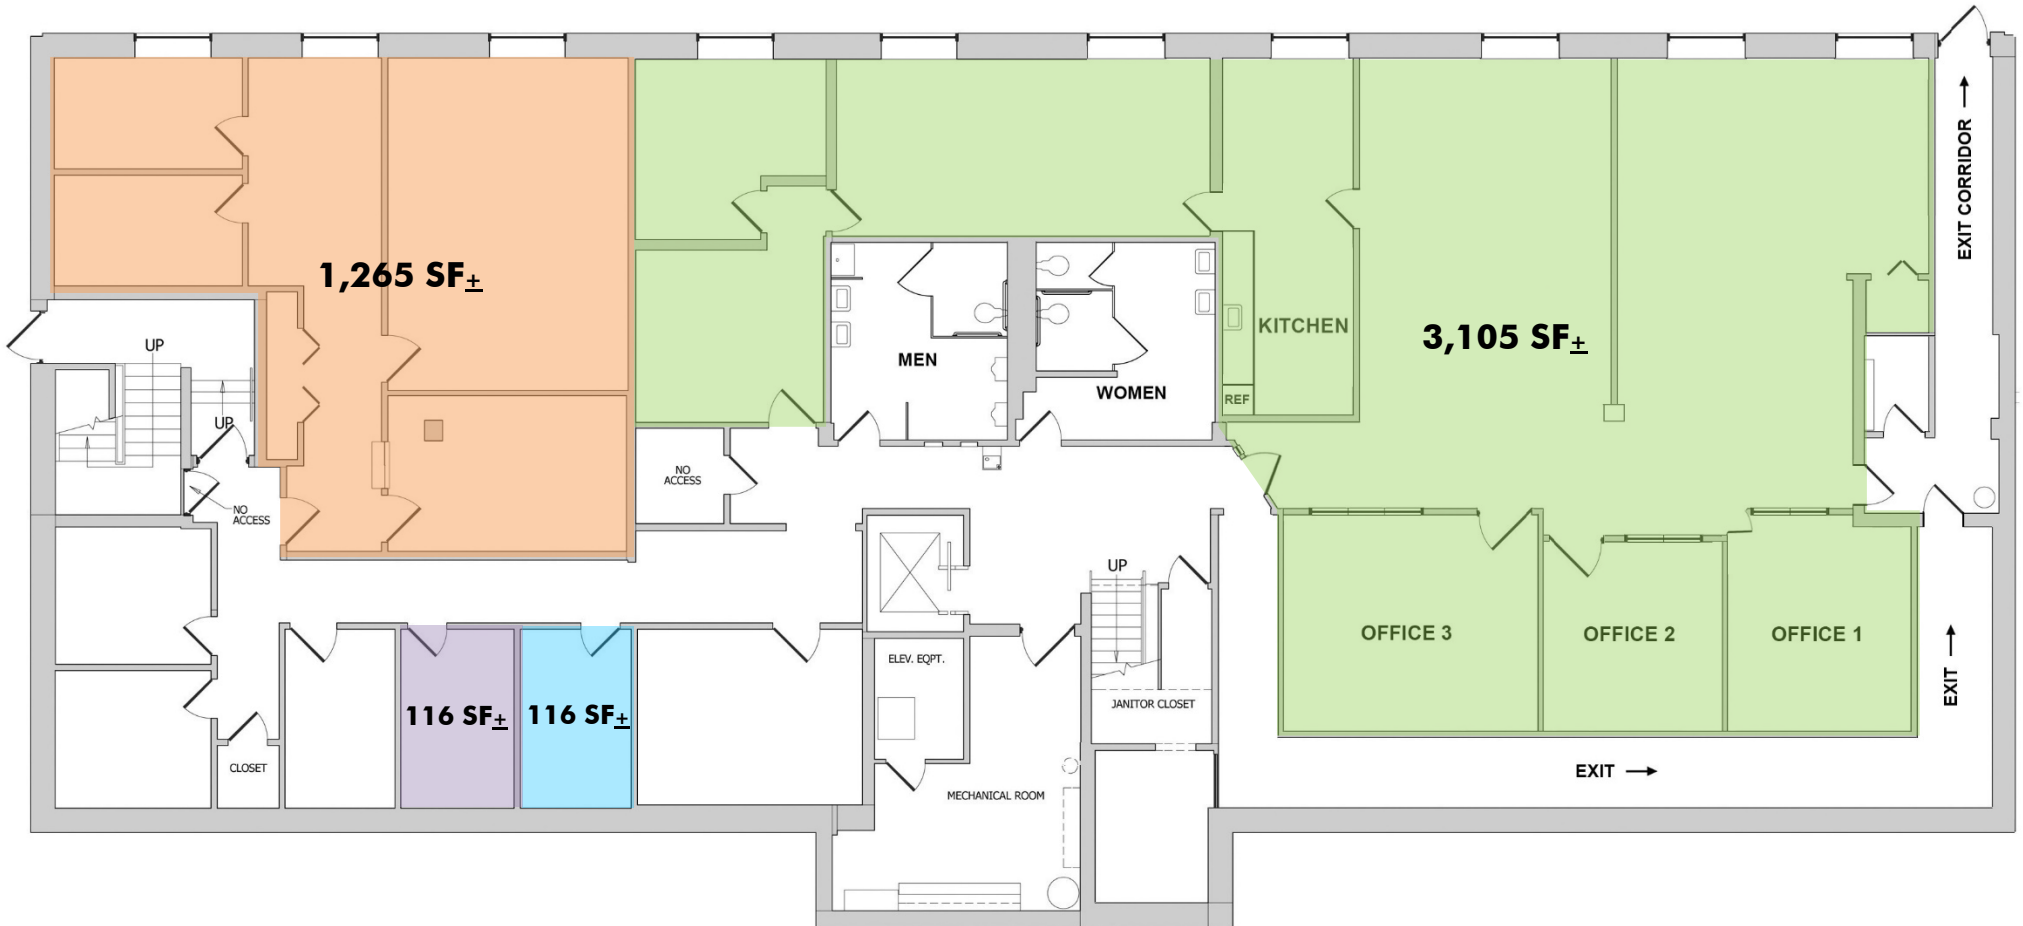 EXIT CORRIDOR →
1,265 SF±
3,105 SF±
KITCHEN
UP
MEN
WOMEN
REF
UP
NO
ACCESS
NO
ACCESS
UP
OFFICE 3
OFFICE 2
OFFICE 1
ELEV. EQPT.
EXIT →
JANITOR CLOSET
116 SF±
116 SF±
CLOSET
EXIT →
MECHANICAL ROOM